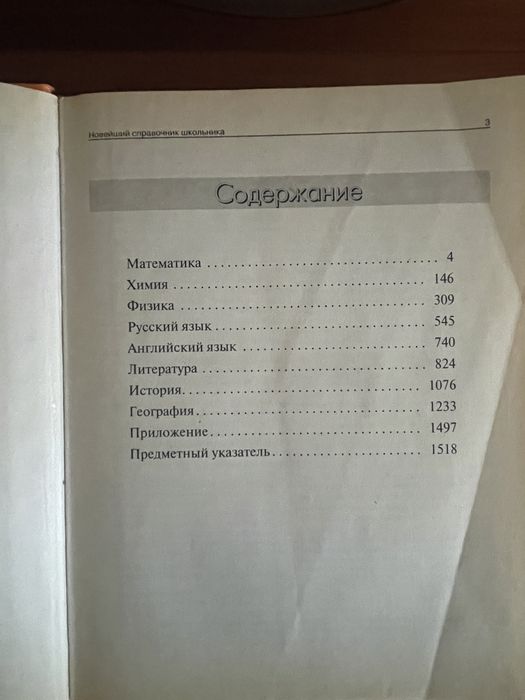 Новейший справочник школьника 3
Содержание
Математика 4
Химия 146
Физика 309
Русский язык 545
Английский язык 740
Литература 824
История 1076
География 1233
Приложение 1497
Предметный указатель 1518